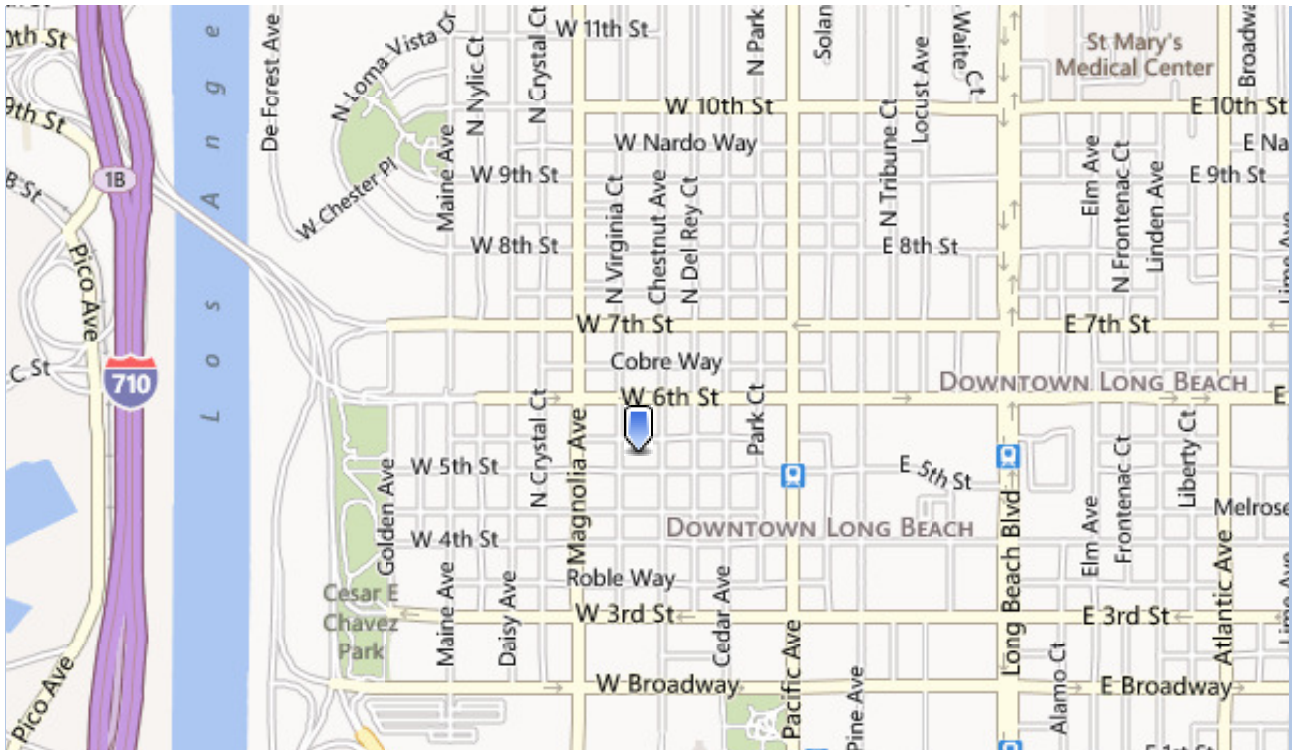 W 11th St
N Park
Solan
Waite Ct
St Mary's
Medical Center
Broadwa
0th St
De Forest Ave
N Loma Vista Dr
N Nylic Ct
N Crystal Ct
W 10th St
N Tribune Ct
Locust Ave
E 10th St
9th St
W Nardo Way
E Na
Maine Ave
W 9th St
Elm Ave
N Frontenac Ct
Linden Ave
E 9th St
1B
B St
W Chester Pl
N Virginia Ct
Chestnut Ave
N Del Rey Ct
W 8th St
E 8th St
Lime Ave
Pico Ave
Los Ange
W 7th St
E 7th St
C St
710
Cobre Way
Downtown Long Beach
W 6th St
E
N Crystal Ct
Magnolia Ave
Park Ct
W 5th St
E 5th St
Golden Ave
Frontenac Ct
Liberty Ct
Melrose
Downtown Long Beach
W 4th St
Long Beach Blvd
Elm Ave
Atlantic Ave
Roble Way
Cesar E
Chavez
Park
Maine Ave
Daisy Ave
Cedar Ave
W 3rd St
E 3rd St
Lime Ave
Pico Ave
W Broadway
Pacific Ave
Pine Ave
Alamo Ct
E Broadway
E 1st St